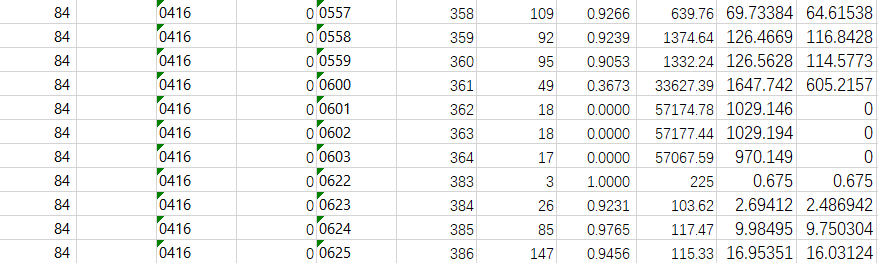 84 0416 0 0557 358 109 0.9266 639.76 69.73384 64.61538
84 0416 0 0558 359 92 0.9239 1374.64 126.4669 116.8428
84 0416 0 0559 360 95 0.9053 1332.24 126.5628 114.5773
84 0416 0 0600 361 49 0.3673 33627.39 1647.742 605.2157
84 0416 0 0601 362 18 0.0000 57174.78 1029.146 0
84 0416 0 0602 363 18 0.0000 57177.44 1029.194 0
84 0416 0 0603 364 17 0.0000 57067.59 970.149 0
84 0416 0 0622 383 3 1.0000 225 0.675 0.675
84 0416 0 0623 384 26 0.9231 103.62 2.69412 2.486942
84 0416 0 0624 385 85 0.9765 117.47 9.98495 9.750304
84 0416 0 0625 386 147 0.9456 115.33 16.95351 16.03124